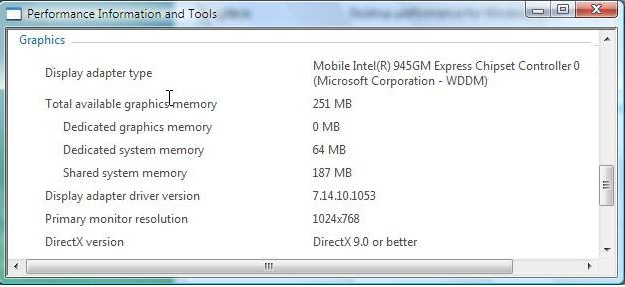 Performance Information and Tools
Graphics
Display adapter type
Mobile Intel(R) 945GM Express Chipset Controller 0
(Microsoft Corporation - WDDM)
Total available graphics memory 251 MB
Dedicated graphics memory 0 MB
Dedicated system memory 64 MB
Shared system memory 187 MB
Display adapter driver version 7.14.10.1053
Primary monitor resolution 1024x768
DirectX version DirectX 9.0 or better